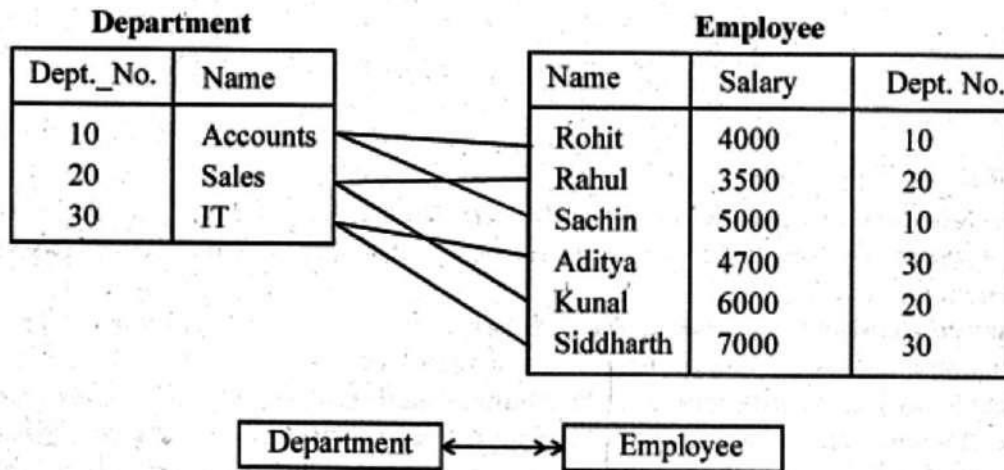 Department
Dept._No. Name
10 Accounts
20 Sales
30 IT
Employee
Name Salary Dept. No.
Rohit 4000 10
Rahul 3500 20
Sachin 5000 10
Aditya 4700 30
Kunal 6000 20
Siddharth 7000 30
Department Employee